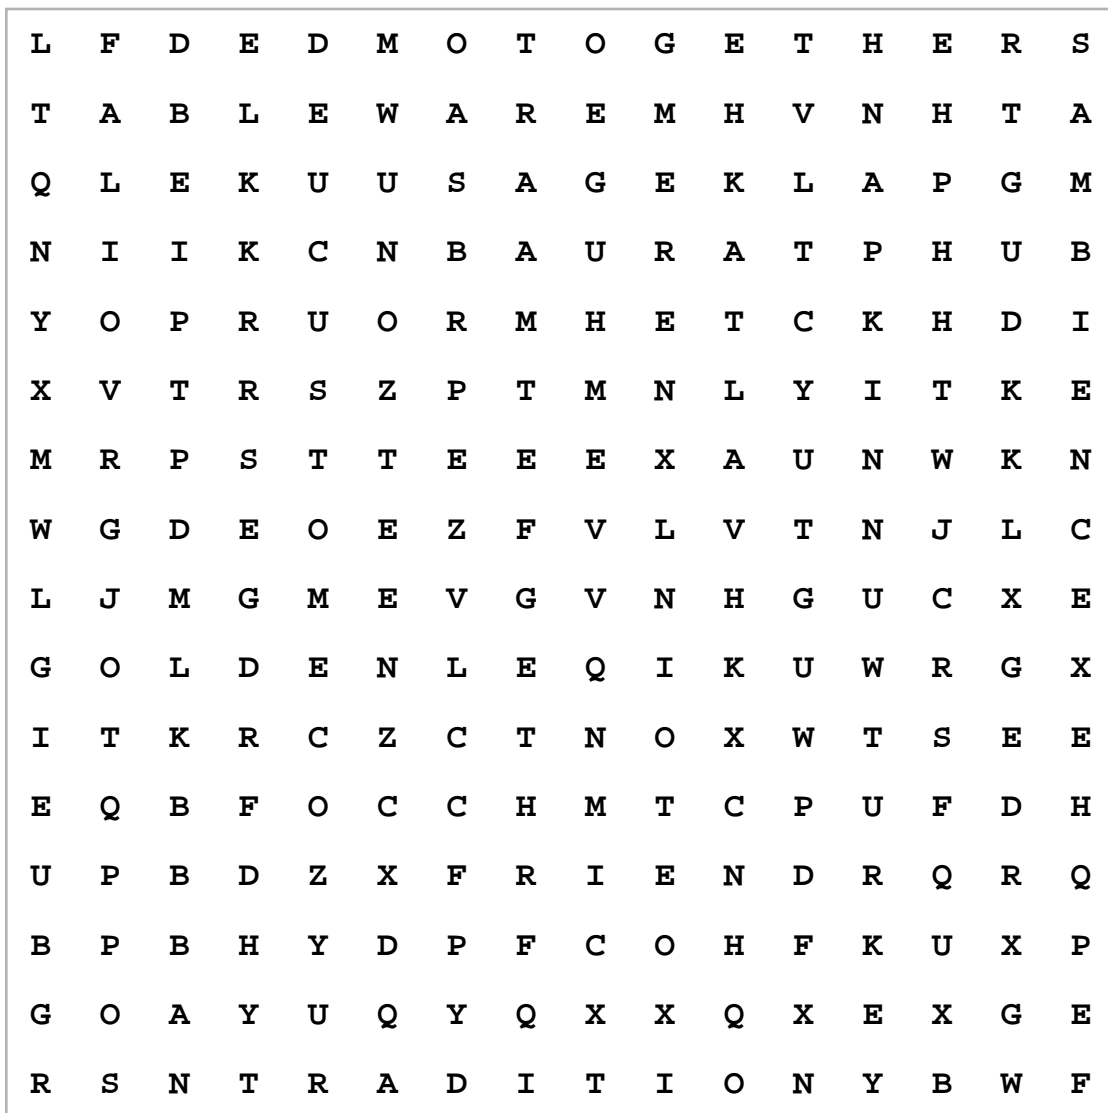 L F D E D M O T O G E T H E R S
T A B L E W A R E M H V N H T A
Q L E K U U S A G E K L A P G M
N I I K C N B A U R A T P H U B
Y O P R U O R M H E T C K H D I
X V T R S Z P T M N L Y I T K E
M R P S T T E E E X A U N W K N
W G D E O E Z F V L V T N J L C
L J M G M E V G V N H G U C X E
G O L D E N L E Q I K U W R G X
I T K R C Z C T N O X W T S E E
E Q B F O C C H M T C P U F D H
U P B D Z X F R I E N D R Q R Q
B P B H Y D P F C O H F K U X P
G O A Y U Q Y Q X X Q X E X G E
R S N T R A D I T I O N Y B W F